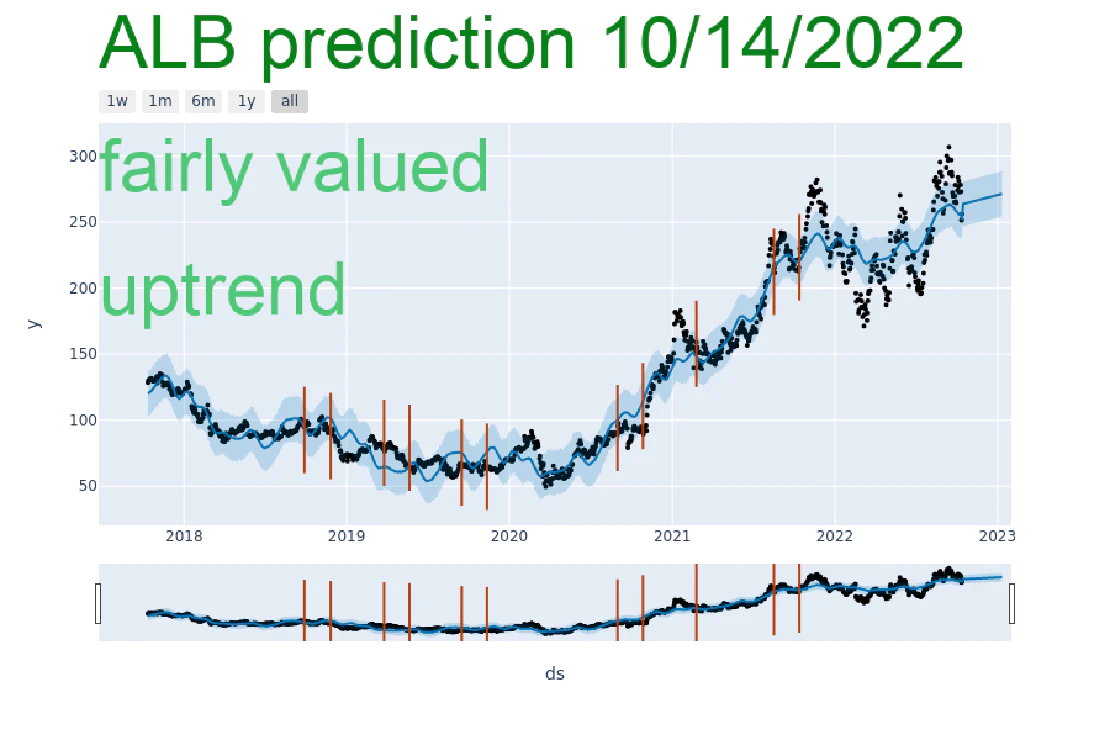 ALB prediction 10/14/2022
1w 1m 6m 1y all
fairly valued
uptrend
300
250
200
150
100
50
y
2018 2019 2020 2021 2022 2023
ds